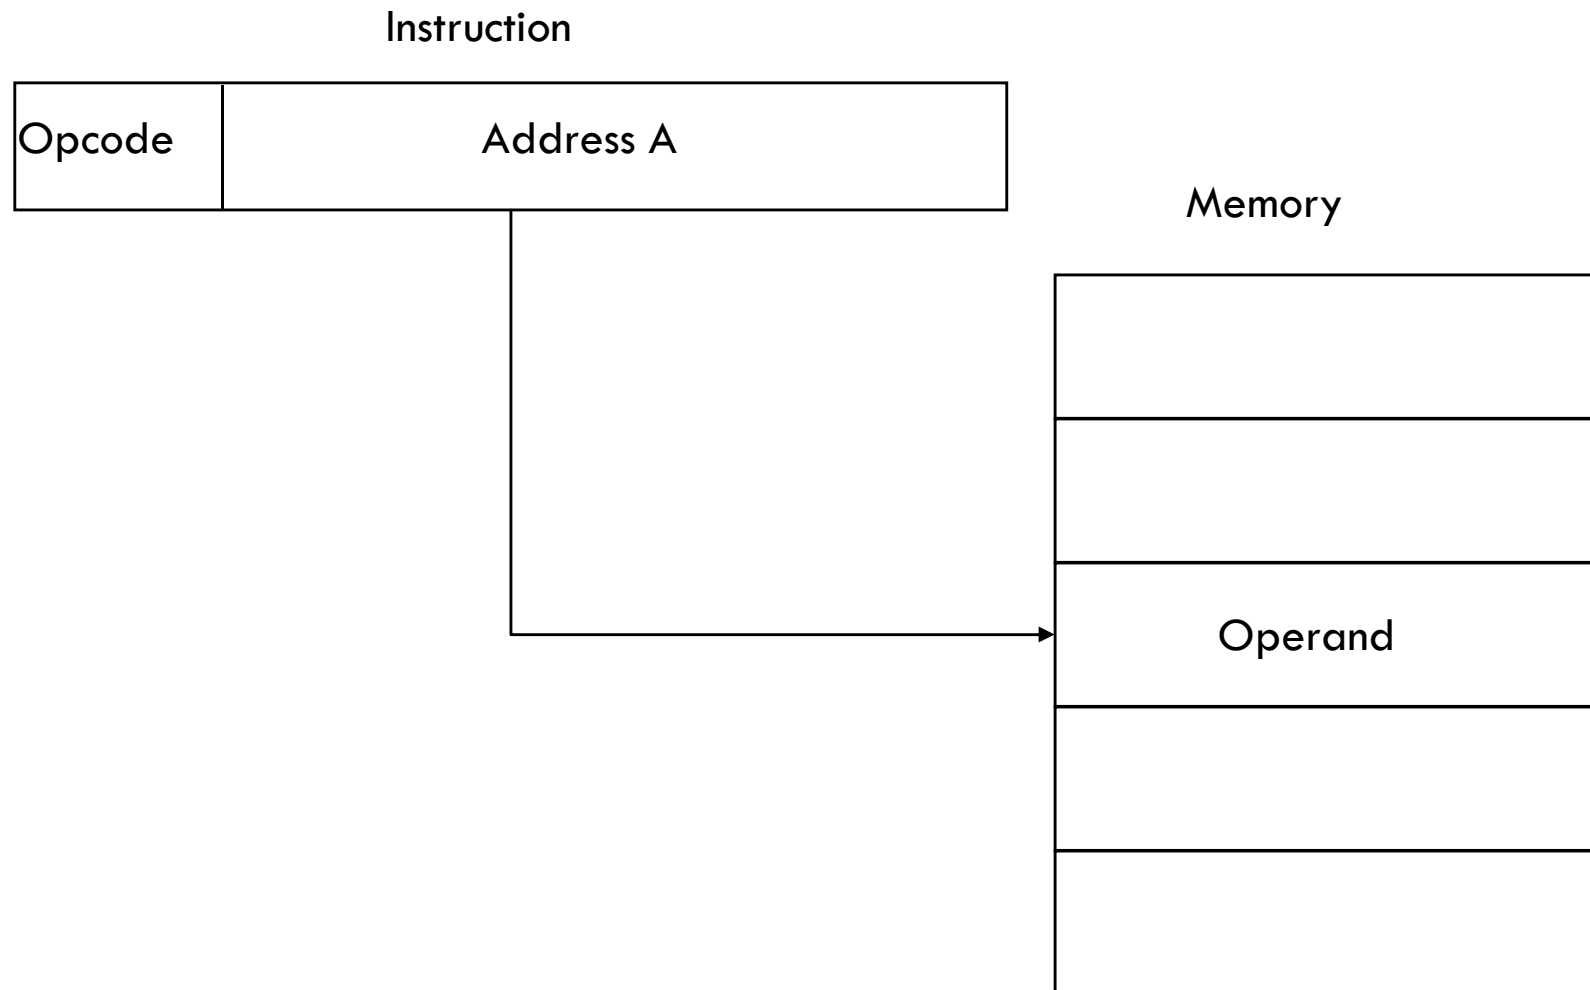 Instruction
Opcode
Address A
Memory
Operand